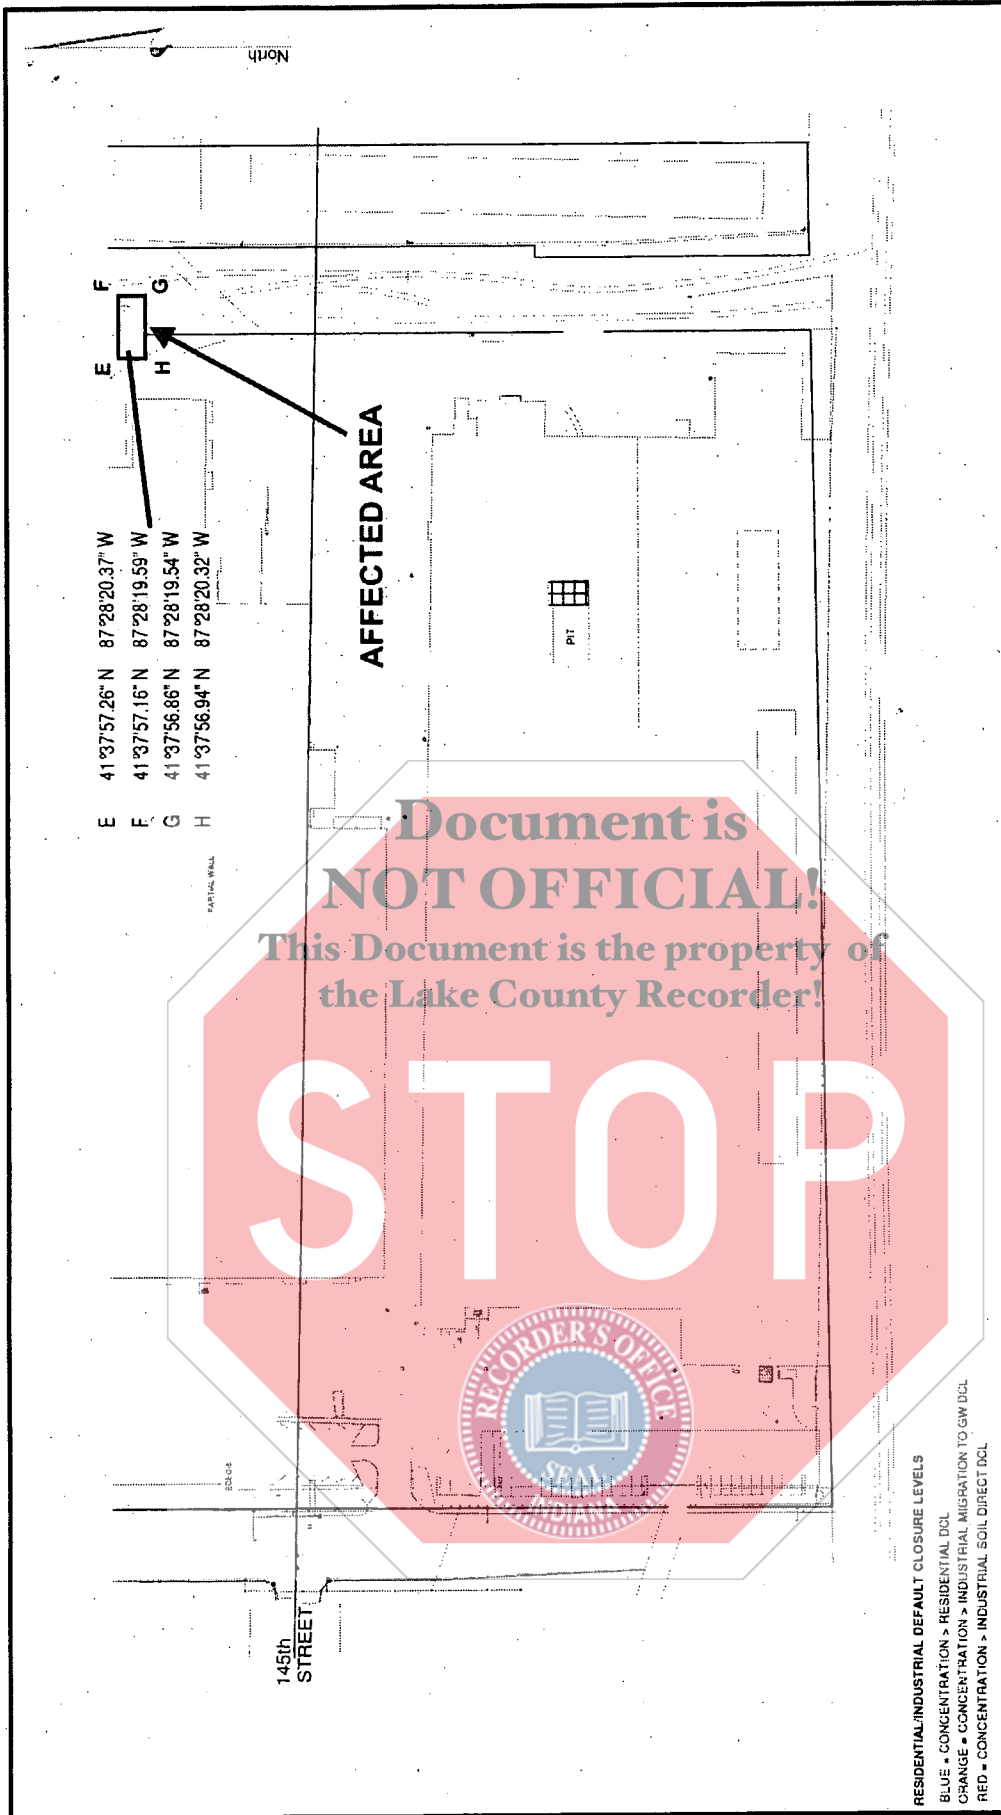 North
E
F
G
H
E 41°37'57.26" N 87°28'20.37" W
F 41°37'57.16" N 87°28'19.59" W
G 41°37'56.86" N 87°28'19.54" W
H 41°37'56.94" N 87°28'20.32" W
AFFECTED AREA
PIT
PARTIAL WALL
145th
STREET
Document is
NOT OFFICIAL!
This Document is the property of
the Lake County Recorder!
STOP
RECORDER'S OFFICE
SEAL
INDIANA
RESIDENTIAL/INDUSTRIAL DEFAULT CLOSURE LEVELS
BLUE = CONCENTRATION > RESIDENTIAL DCL
ORANGE = CONCENTRATION > INDUSTRIAL MIGRATION TO GW DCL
RED = CONCENTRATION > INDUSTRIAL SOIL DIRECT DCL